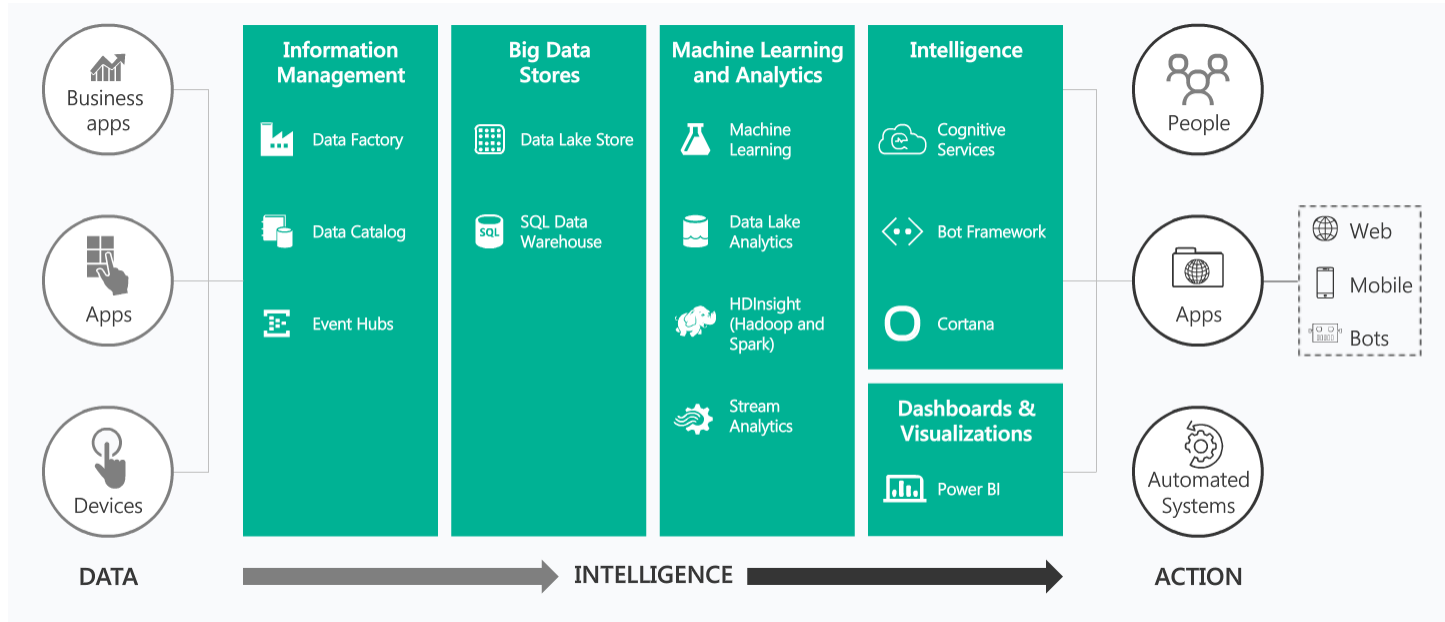 Business
apps
Apps
Devices
DATA
Information
Management
Data Factory
Data Catalog
Event Hubs
Big Data
Stores
Data Lake Store
SQL
SQL Data
Warehouse
Machine Learning
and Analytics
Machine
Learning
Data Lake
Analytics
HDInsight
(Hadoop and
Spark)
Stream
Analytics
Intelligence
Cognitive
Services
Bot Framework
Cortana
Dashboards &
Visualizations
Power BI
INTELLIGENCE
People
Apps
Web
Mobile
Bots
Automated
Systems
ACTION